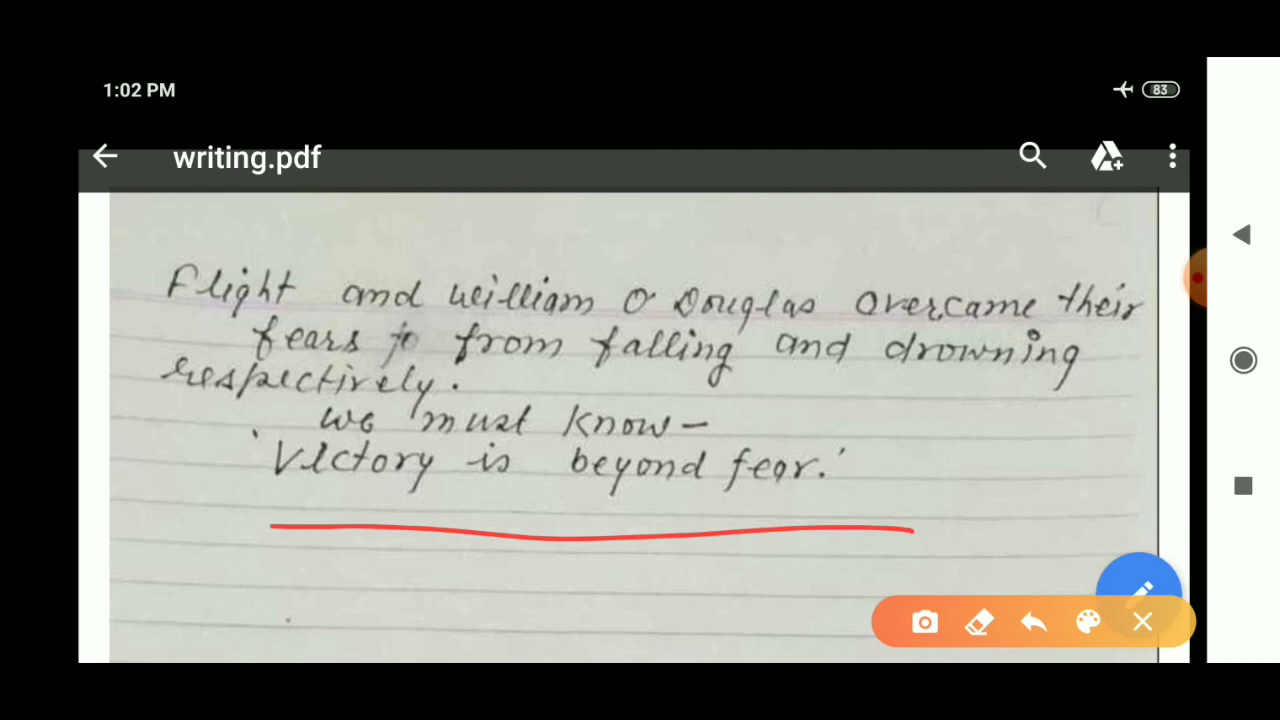 1:02 PM
83
writing.pdf
Flight and William O Douglas overcame their
fears from falling and drowning
respectively.
we must know –
'Victory is beyond fear.'